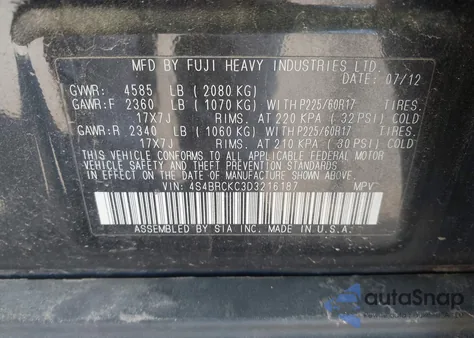 MFD BY FUJI HEAVY INDUSTRIES LTD.
DATE: 07/12
GVWR: 4585 LB (2080 KG)
GAWR:F 2360 LB (1070 KG) WITH P225/60R17 TIRES,
17X7J RIMS, AT 220 KPA (32 PSI) COLD
GAWR:R 2340 LB (1060 KG) WITH P225/60R17 TIRES,
17X7J RIMS, AT 210 KPA (30 PSI) COLD
THIS VEHICLE CONFORMS TO ALL APPLICABLE FEDERAL MOTOR
VEHICLE SAFETY AND THEFT PREVENTION STANDARDS IN
EFFECT ON THE DATE OF MANUFACTURE SHOWN ABOVE.
VIN: 4S4BRCKC3D3216187 MPV
ASSEMBLED BY SIA INC. MADE IN U.S.A.
autoSnap